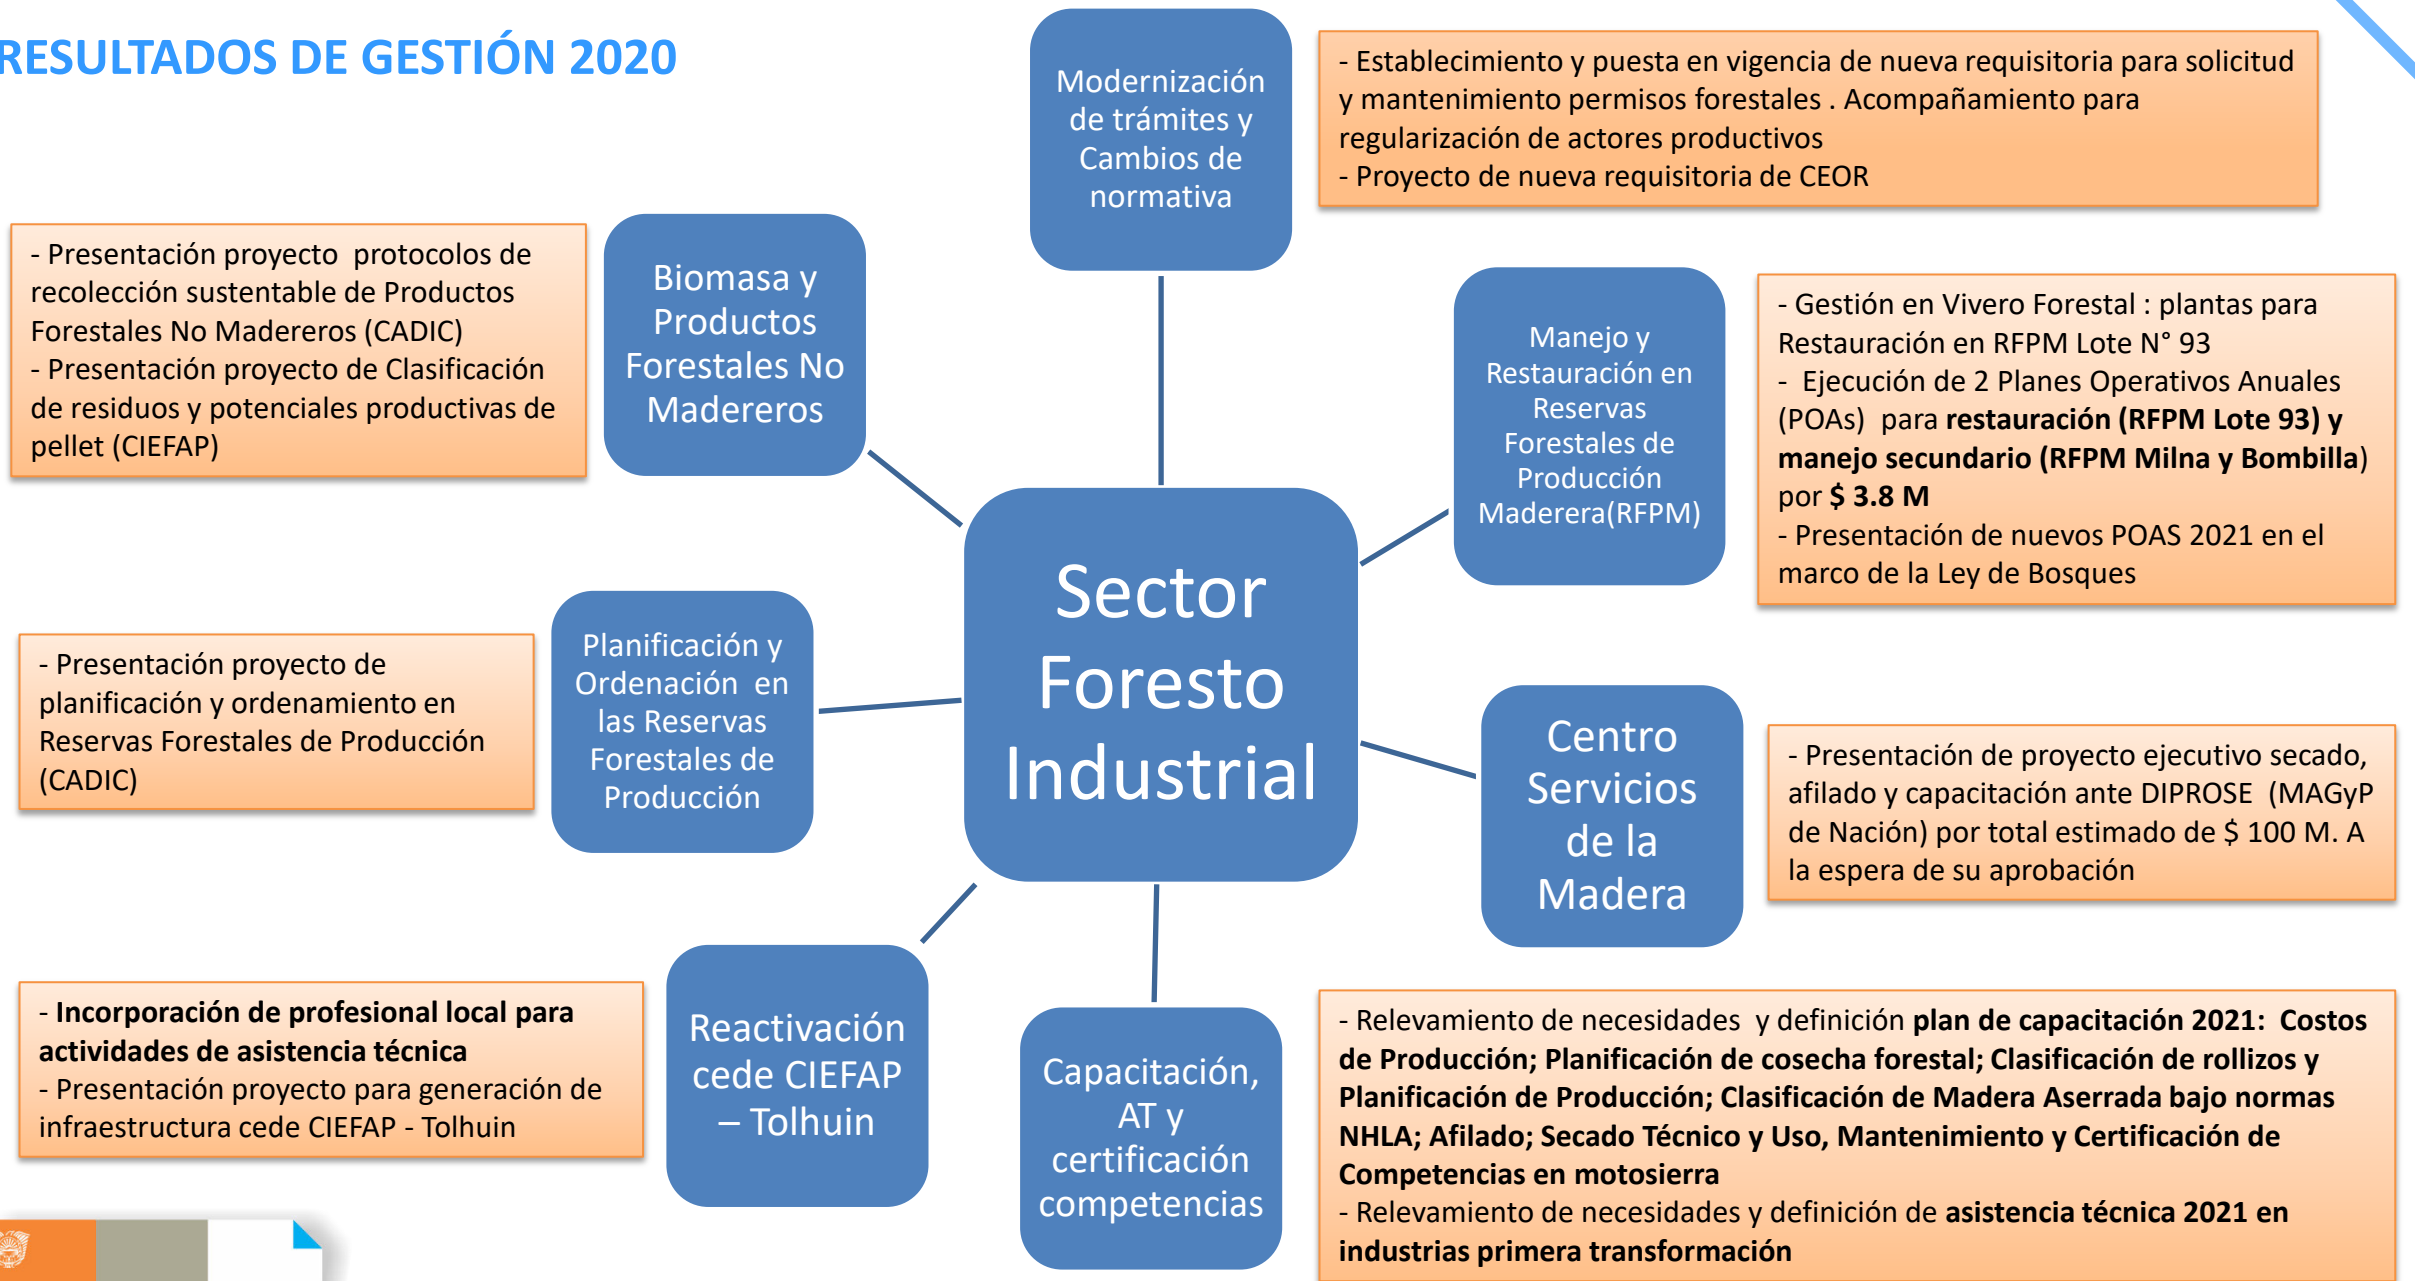 RESULTADOS DE GESTIÓN 2020
Modernización
de trámites y
Cambios de
normativa
- Establecimiento y puesta en vigencia de nueva requisitoria para solicitud
y mantenimiento permisos forestales . Acompañamiento para
regularización de actores productivos
- Proyecto de nueva requisitoria de CEOR
- Presentación proyecto  protocolos de
recolección sustentable de Productos
Forestales No Madereros (CADIC)
- Presentación proyecto de Clasificación
de residuos y potenciales productivas de
pellet (CIEFAP)
Biomasa y
Productos
Forestales No
Madereros
Manejo y
Restauración en
Reservas
Forestales de
Producción
Maderera(RFPM)
- Gestión en Vivero Forestal : plantas para
Restauración en RFPM Lote N° 93
-  Ejecución de 2 Planes Operativos Anuales
(POAs)  para restauración (RFPM Lote 93) y
manejo secundario (RFPM Milna y Bombilla)
por $ 3.8 M
- Presentación de nuevos POAS 2021 en el
marco de la Ley de Bosques
Sector
Foresto
Industrial
- Presentación proyecto de
planificación y ordenamiento en
Reservas Forestales de Producción
(CADIC)
Planificación y
Ordenación  en
las Reservas
Forestales de
Producción
Centro
Servicios
de la
Madera
- Presentación de proyecto ejecutivo secado,
afilado y capacitación ante DIPROSE  (MAGyP
de Nación) por total estimado de $ 100 M. A
la espera de su aprobación
- Incorporación de profesional local para
actividades de asistencia técnica
- Presentación proyecto para generación de
infraestructura cede CIEFAP - Tolhuin
Reactivación
cede CIEFAP
– Tolhuin
Capacitación,
AT y
certificación
competencias
- Relevamiento de necesidades  y definición plan de capacitación 2021:  Costos
de Producción; Planificación de cosecha forestal; Clasificación de rollizos y
Planificación de Producción; Clasificación de Madera Aserrada bajo normas
NHLA; Afilado; Secado Técnico y Uso, Mantenimiento y Certificación de
Competencias en motosierra
- Relevamiento de necesidades y definición de asistencia técnica 2021 en
industrias primera transformación